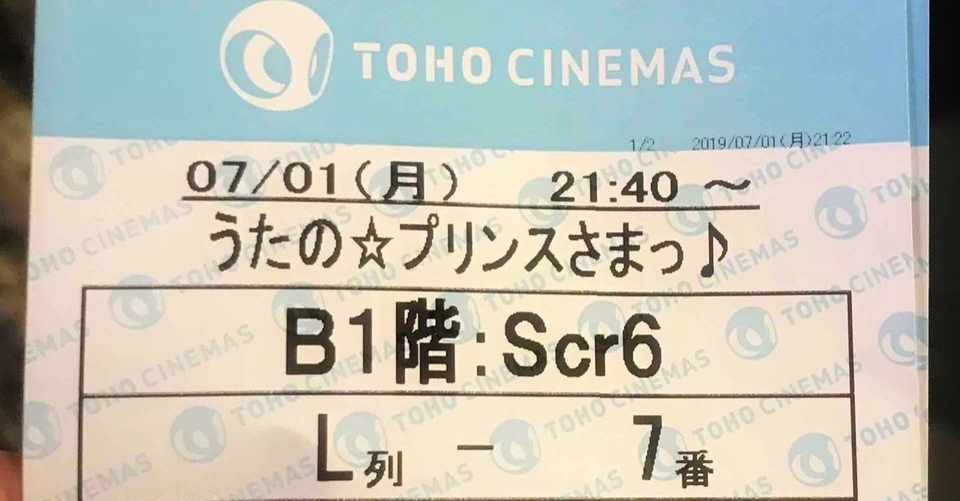 TOHO CINEMAS
1/2 2019/07/01(月)21:22
07/01(月) 21:40 ～
うたの☆プリンスさまっ♪
B1階:Scr6
L列 － 7番